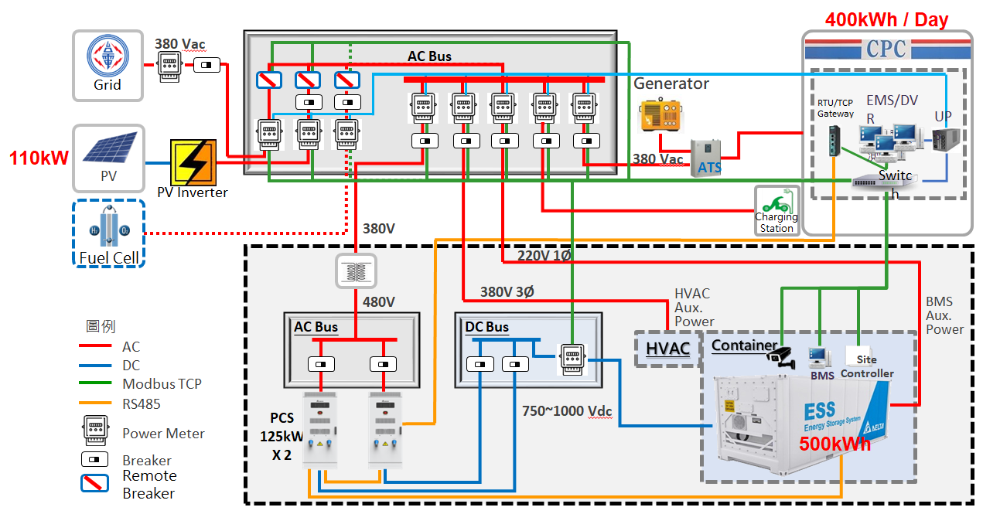 400kWh / Day
CPC
Grid
380 Vac
AC Bus
Generator
RTU/TCP
Gateway
EMS/DV
R
UP
110kW
PV
PV Inverter
380 Vac
ATS
Switc
h
Fuel Cell
H₂
O₂
Charging
Station
380V
220V 1Ø
480V
380V 3Ø
HVAC
Aux.
Power
BMS
Aux.
Power
圖例
AC
DC
Modbus TCP
RS485
Power Meter
Breaker
Remote
Breaker
AC Bus
DC Bus
HVAC
Container
BMS
Site
Controller
PCS
125kW
X 2
750~1000 Vdc
ESS
Energy Storage System
500kWh
DELTA